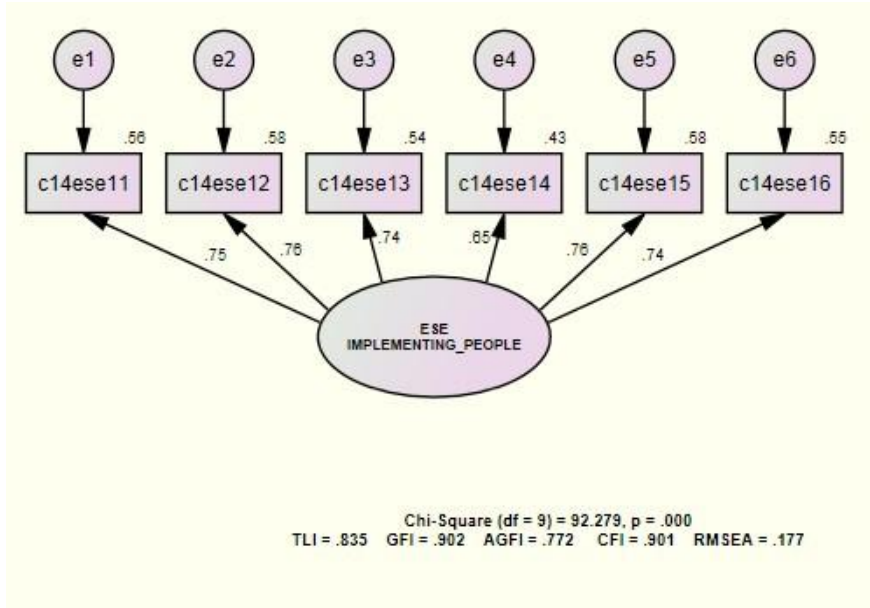 e1 e2 e3 e4 e5 e6
.56 .58 .54 .43 .58 .55
c14ese11 c14ese12 c14ese13 c14ese14 c14ese15 c14ese16
.75 .76 .74 .65 .76 .74
ESE
IMPLEMENTING_PEOPLE
Chi-Square (df = 9) = 92.279, p = .000
TLI = .835 GFI = .902 AGFI = .772 CFI = .901 RMSEA = .177